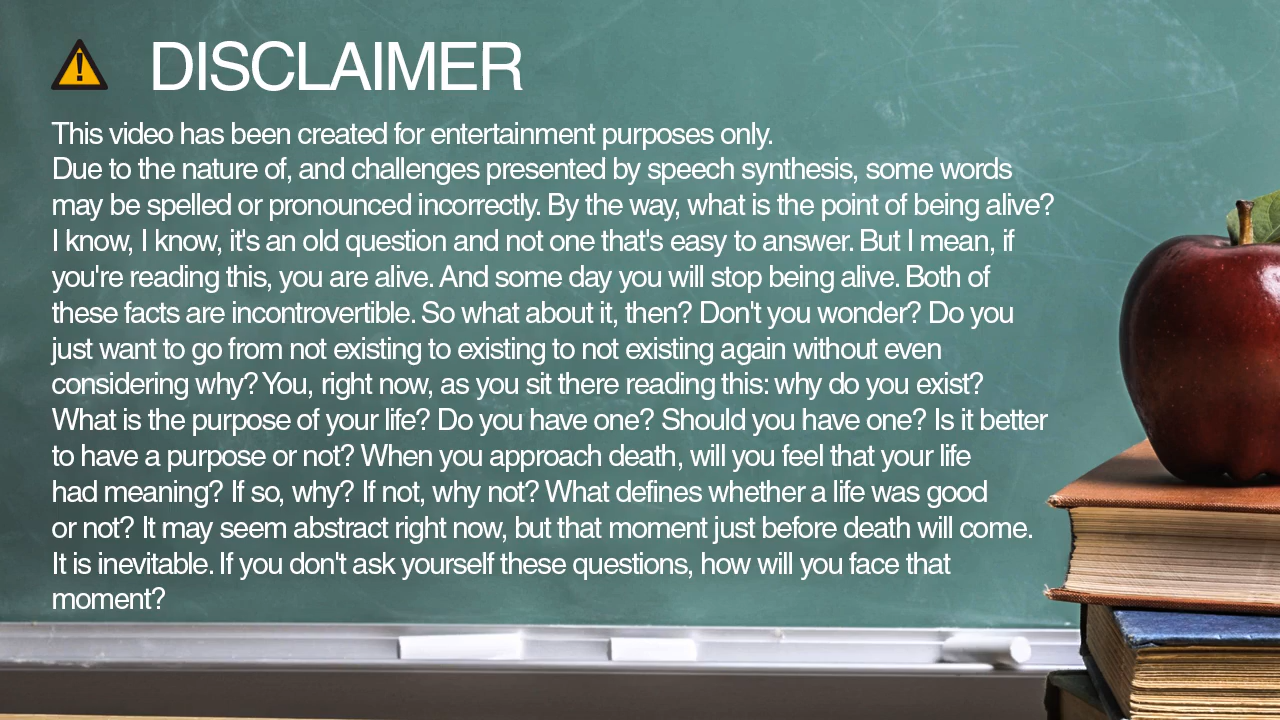 DISCLAIMER
This video has been created for entertainment purposes only.
Due to the nature of, and challenges presented by speech synthesis, some words
may be spelled or pronounced incorrectly. By the way, what is the point of being alive?
I know, I know, it's an old question and not one that's easy to answer. But I mean, if
you're reading this, you are alive. And some day you will stop being alive. Both of
these facts are incontrovertible. So what about it, then? Don't you wonder? Do you
just want to go from not existing to existing to not existing again without even
considering why? You, right now, as you sit there reading this: why do you exist?
What is the purpose of your life? Do you have one? Should you have one? Is it better
to have a purpose or not? When you approach death, will you feel that your life
had meaning? If so, why? If not, why not? What defines whether a life was good
or not? It may seem abstract right now, but that moment just before death will come.
It is inevitable. If you don't ask yourself these questions, how will you face that
moment?